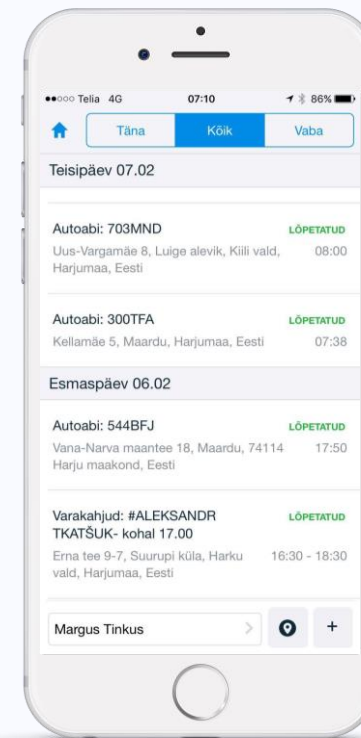 Telia 4G 07:10 86%
Täna Kõik Vaba
Teisipäev 07.02
Autoabi: 703MND LÕPETATUD
Uus-Vargamäe 8, Luige alevik, Kiili vald, 08:00
Harjumaa, Eesti
Autoabi: 300TFA LÕPETATUD
Kellamäe 5, Maardu, Harjumaa, Eesti 07:38
Esmaspäev 06.02
Autoabi: 544BFJ LÕPETATUD
Vana-Narva maantee 18, Maardu, 74114 17:50
Harju maakond, Eesti
Varakahjud: #ALEKSANDR LÕPETATUD
TKATŠUK- kohal 17.00
Erna tee 9-7, Suurupi küla, Harku 16:30 - 18:30
vald, Harjumaa, Eesti
Margus Tinkus > +